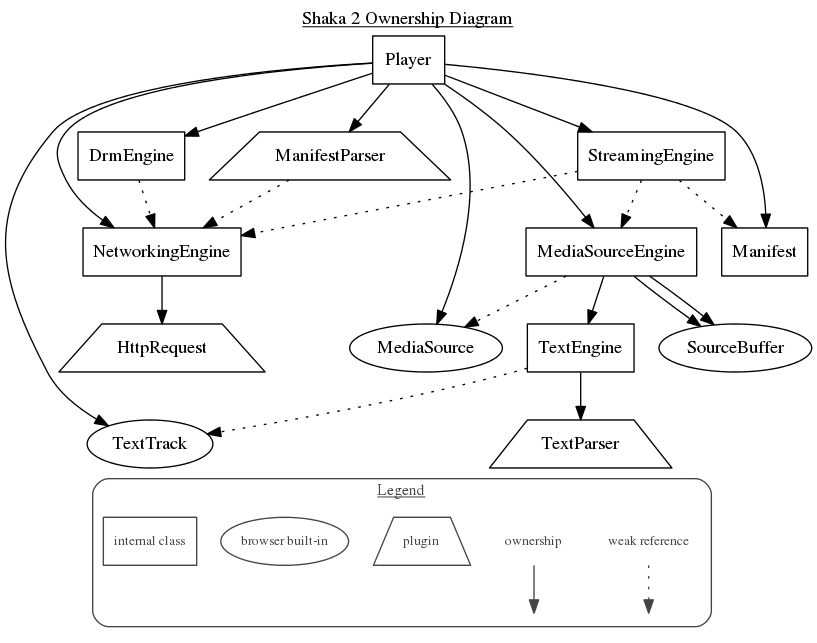 Shaka 2 Ownership Diagram
Player
DrmEngine
ManifestParser
StreamingEngine
NetworkingEngine
MediaSourceEngine
Manifest
HttpRequest
MediaSource
TextEngine
SourceBuffer
TextTrack
TextParser
Legend
internal class
browser built-in
plugin
ownership
weak reference